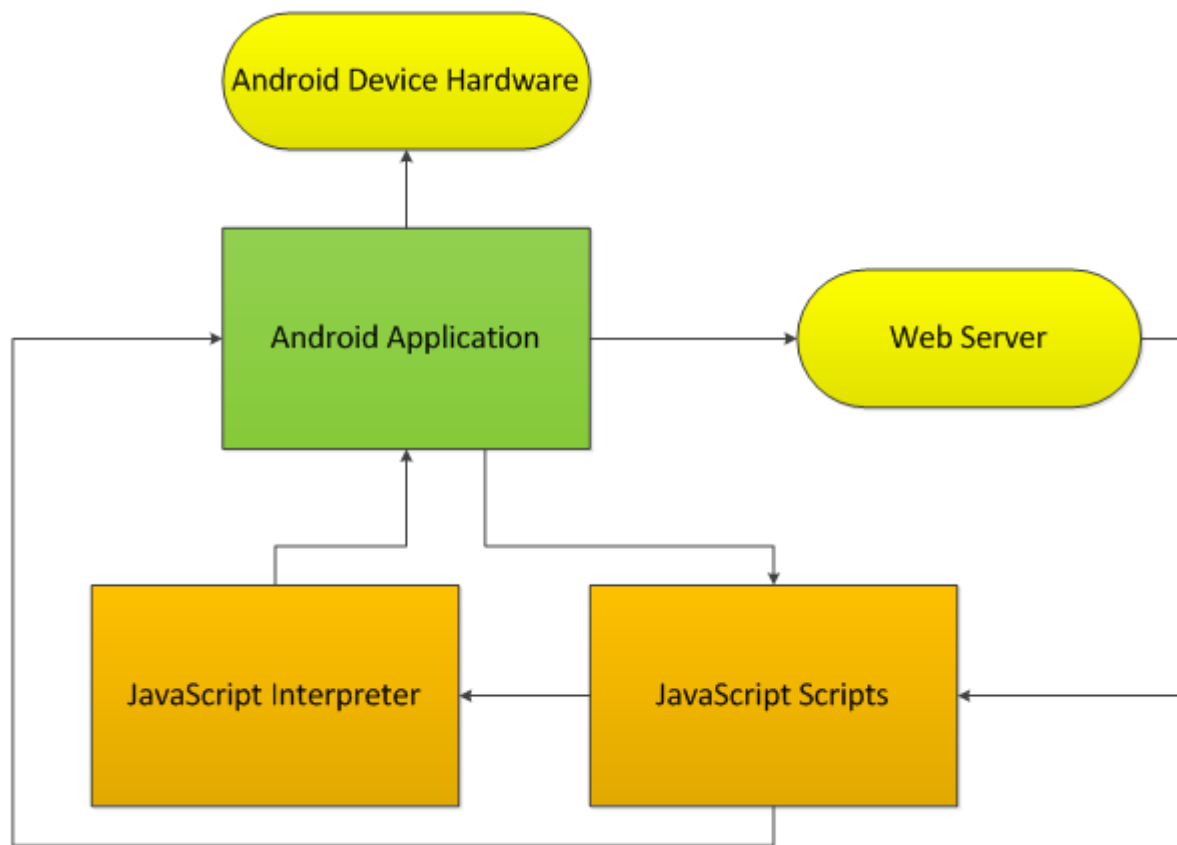 Android Device Hardware
Android Application
Web Server
JavaScript Interpreter
JavaScript Scripts